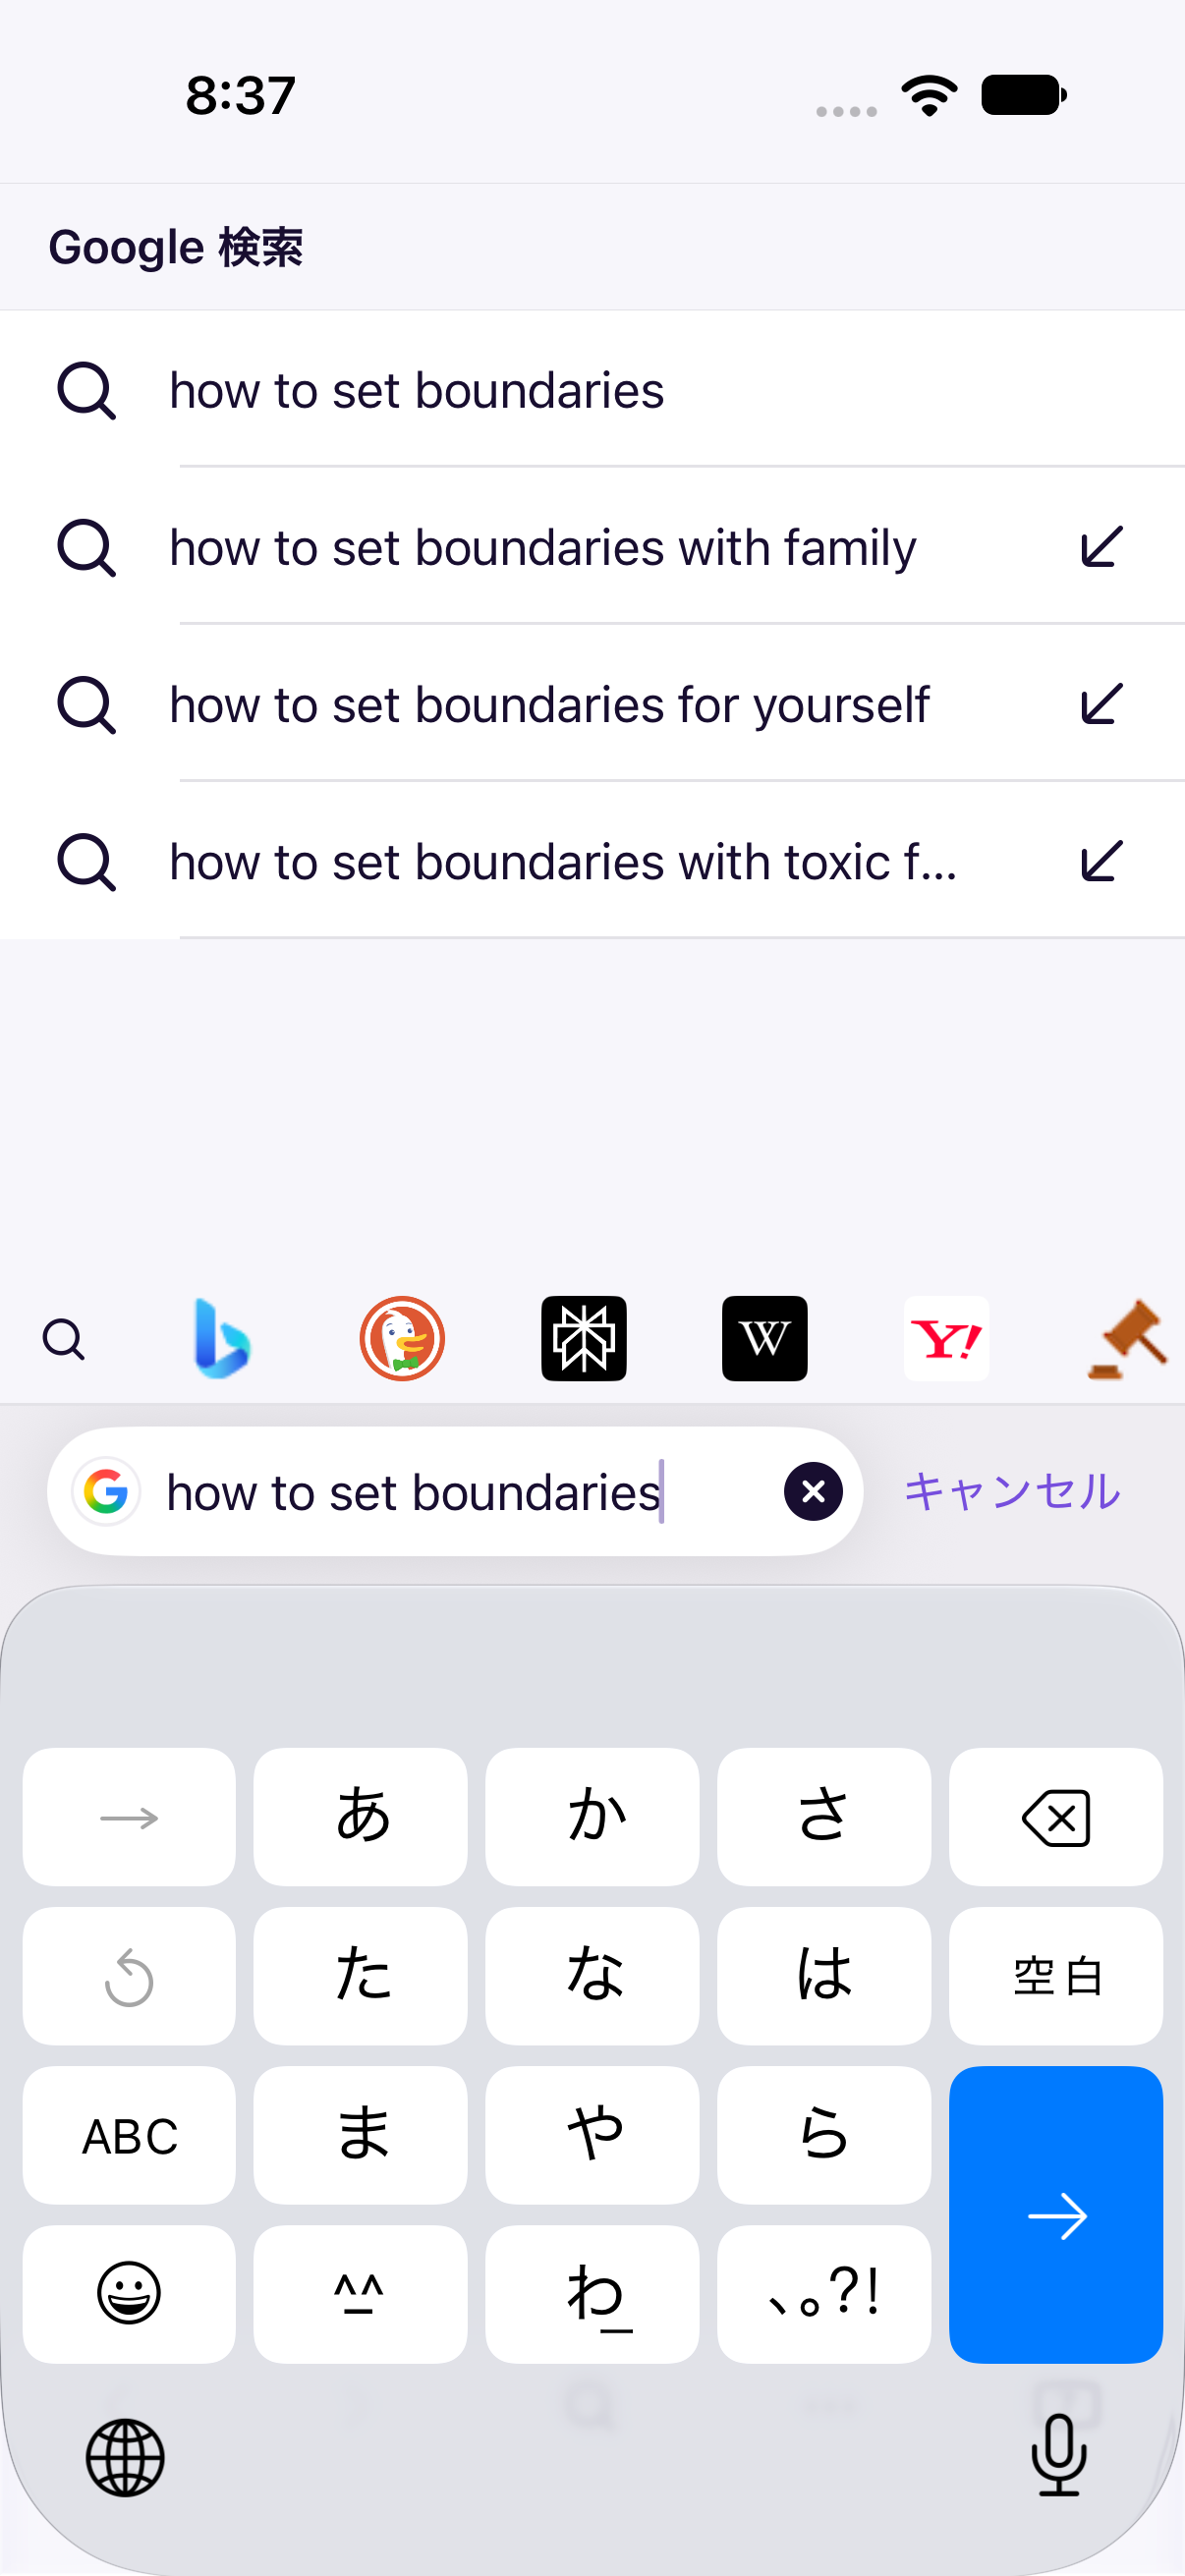 8:37
Google 検索
how to set boundaries
how to set boundaries with family
how to set boundaries for yourself
how to set boundaries with toxic f...
W
Y!
how to set boundaries
キャンセル
→ あ か さ
た な は 空白
ABC ま や ら
^_^ わ_ 、。?!